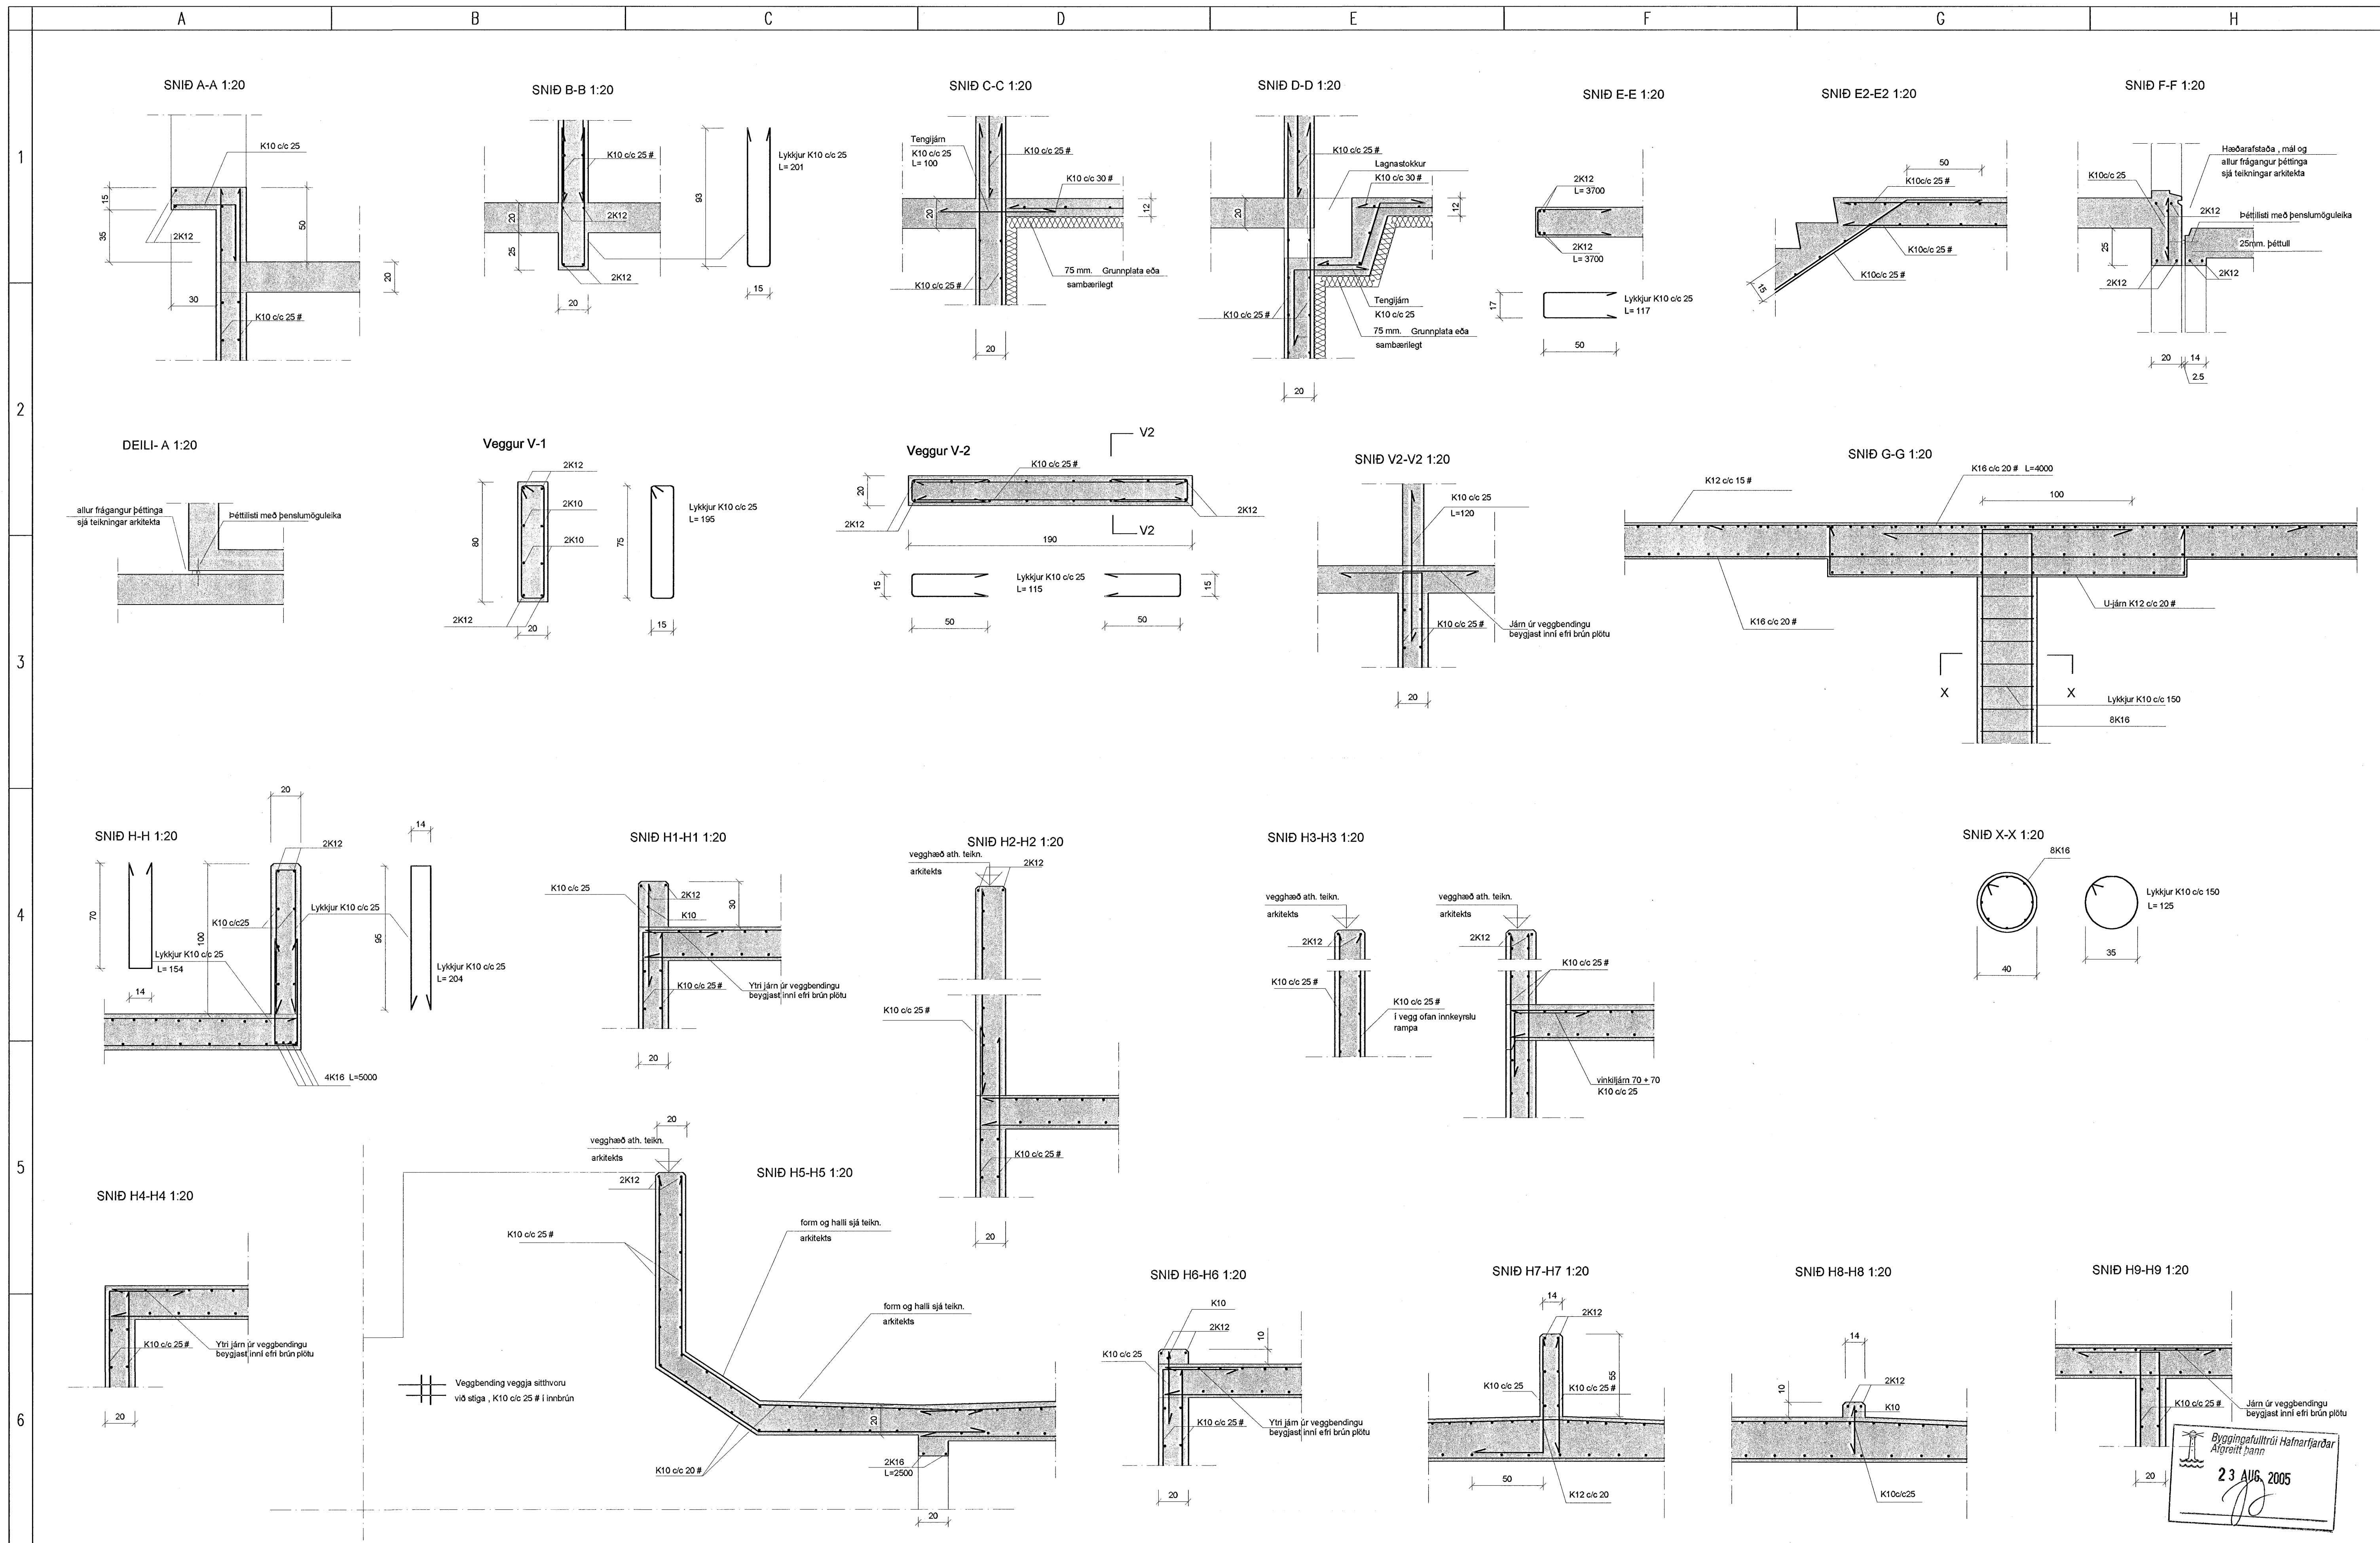 A B C D E F G H
1
2
3
4
5
6
SNIÐ A-A 1:20
K10 c/c 25
15
35
50
2K12
30
20
K10 c/c 25 #
SNIÐ B-B 1:20
K10 c/c 25 #
20
25
2K12
2K12
20
93
Lykkjur K10 c/c 25
L= 201
15
SNIÐ C-C 1:20
Tengijárn
K10 c/c 25
L= 100
K10 c/c 25 #
K10 c/c 30 #
20
12
75 mm. Grunnplata eða
sambærilegt
K10 c/c 25 #
20
SNIÐ D-D 1:20
K10 c/c 25 #
Lagnastokkur
K10 c/c 30 #
20
12
K10 c/c 25 #
Tengijárn
K10 c/c 25
75 mm. Grunnplata eða
sambærilegt
20
SNIÐ E-E 1:20
2K12
L= 3700
2K12
L= 3700
17
Lykkjur K10 c/c 25
L= 117
50
SNIÐ E2-E2 1:20
50
K10c/c 25 #
K10c/c 25 #
K10c/c 25 #
15
SNIÐ F-F 1:20
Hæðarafstaða , mál og
allur frágangur þéttinga
sjá teikningar arkitekta
K10c/c 25
2K12
Þéttilisti með þenslumöguleika
25mm. þéttull
25
2K12
2K12
20
14
2.5
DEILI- A 1:20
allur frágangur þéttinga
sjá teikningar arkitekta
Þéttilisti með þenslumöguleika
Veggur V-1
2K12
2K10
2K10
80
2K12
20
75
Lykkjur K10 c/c 25
L= 195
15
Veggur V-2
V2
K10 c/c 25 #
20
2K12
2K12
V2
190
15
Lykkjur K10 c/c 25
L= 115
15
50
50
SNIÐ V2-V2 1:20
K10 c/c 25
L=120
K10 c/c 25 #
Járn úr veggbendingu
beygjast inní efri brún plötu
20
SNIÐ G-G 1:20
K16 c/c 20 # L=4000
K12 c/c 15 #
100
U-járn K12 c/c 20 #
K16 c/c 20 #
X
X
Lykkjur K10 c/c 150
8K16
SNIÐ H-H 1:20
20
2K12
70
K10 c/c25
100
Lykkjur K10 c/c 25
L= 154
14
4K16 L=5000
14
Lykkjur K10 c/c 25
95
Lykkjur K10 c/c 25
L= 204
SNIÐ H1-H1 1:20
K10 c/c 25
2K12
K10
30
K10 c/c 25 #
Ytri járn úr veggbendingu
beygjast inní efri brún plötu
20
SNIÐ H2-H2 1:20
vegghæð ath. teikn.
arkitekts
2K12
K10 c/c 25 #
K10 c/c 25 #
20
SNIÐ H3-H3 1:20
vegghæð ath. teikn.
arkitekts
2K12
K10 c/c 25 #
K10 c/c 25 #
í vegg ofan innkeyrslu
rampa
vegghæð ath. teikn.
arkitekts
2K12
K10 c/c 25 #
vinkiljárn 70 + 70
K10 c/c 25
SNIÐ X-X 1:20
8K16
Lykkjur K10 c/c 150
L= 125
40
35
SNIÐ H4-H4 1:20
K10 c/c 25 #
Ytri járn úr veggbendingu
beygjast inní efri brún plötu
20
SNIÐ H5-H5 1:20
20
vegghæð ath. teikn.
arkitekts
2K12
K10 c/c 25 #
form og halli sjá teikn.
arkitekts
form og halli sjá teikn.
arkitekts
Veggbending veggja sitthvoru
við stiga , K10 c/c 25 # í innbrún
20
K10 c/c 20 #
2K16
L=2500
20
SNIÐ H6-H6 1:20
K10
2K12
10
K10 c/c 25
K10 c/c 25 #
Ytri járn úr veggbendingu
beygjast inní efri brún plötu
20
SNIÐ H7-H7 1:20
14
2K12
55
K10 c/c 25
K10 c/c 25 #
50
K12 c/c 20
SNIÐ H8-H8 1:20
14
10
2K12
K10
K10c/c25
SNIÐ H9-H9 1:20
K10 c/c 25 #
Járn úr veggbendingu
beygjast inní efri brún plötu
20
Byggingafulltrúi Hafnarfjarðar
Afgreitt þann
23 AUG. 2005